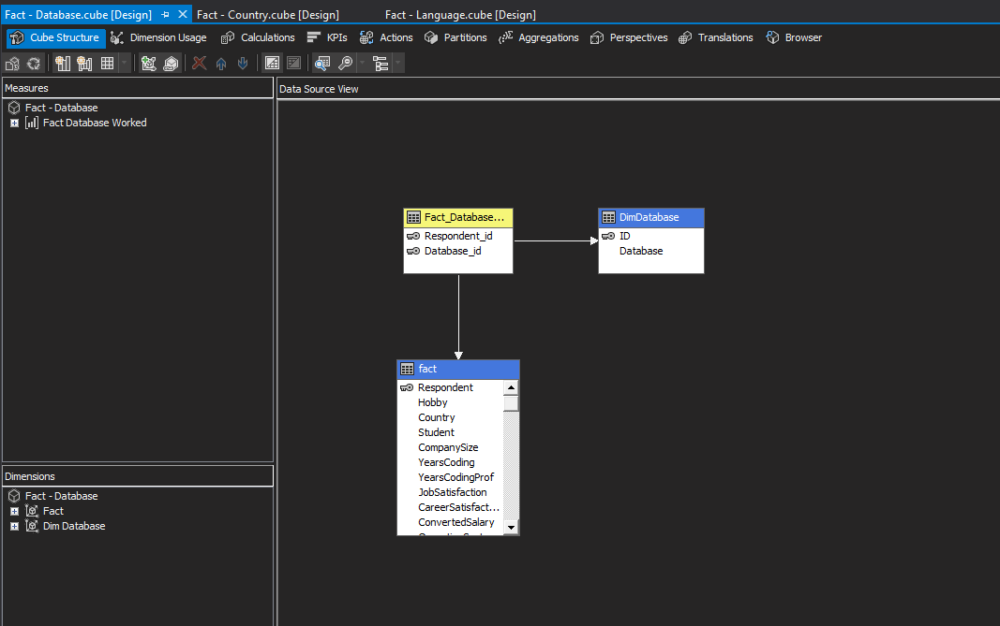 Fact - Database.cube [Design] Fact - Country.cube [Design] Fact - Language.cube [Design]
Cube Structure Dimension Usage Calculations KPIs Actions Partitions Aggregations Perspectives Translations Browser
Measures
Fact - Database
Fact Database Worked
Data Source View
Fact_Database...
Respondent_id
Database_id
DimDatabase
ID
Database
fact
Respondent
Hobby
Country
Student
CompanySize
YearsCoding
YearsCodingProf
JobSatisfaction
CareerSatisfact...
ConvertedSalary
Dimensions
Fact - Database
Fact
Dim Database